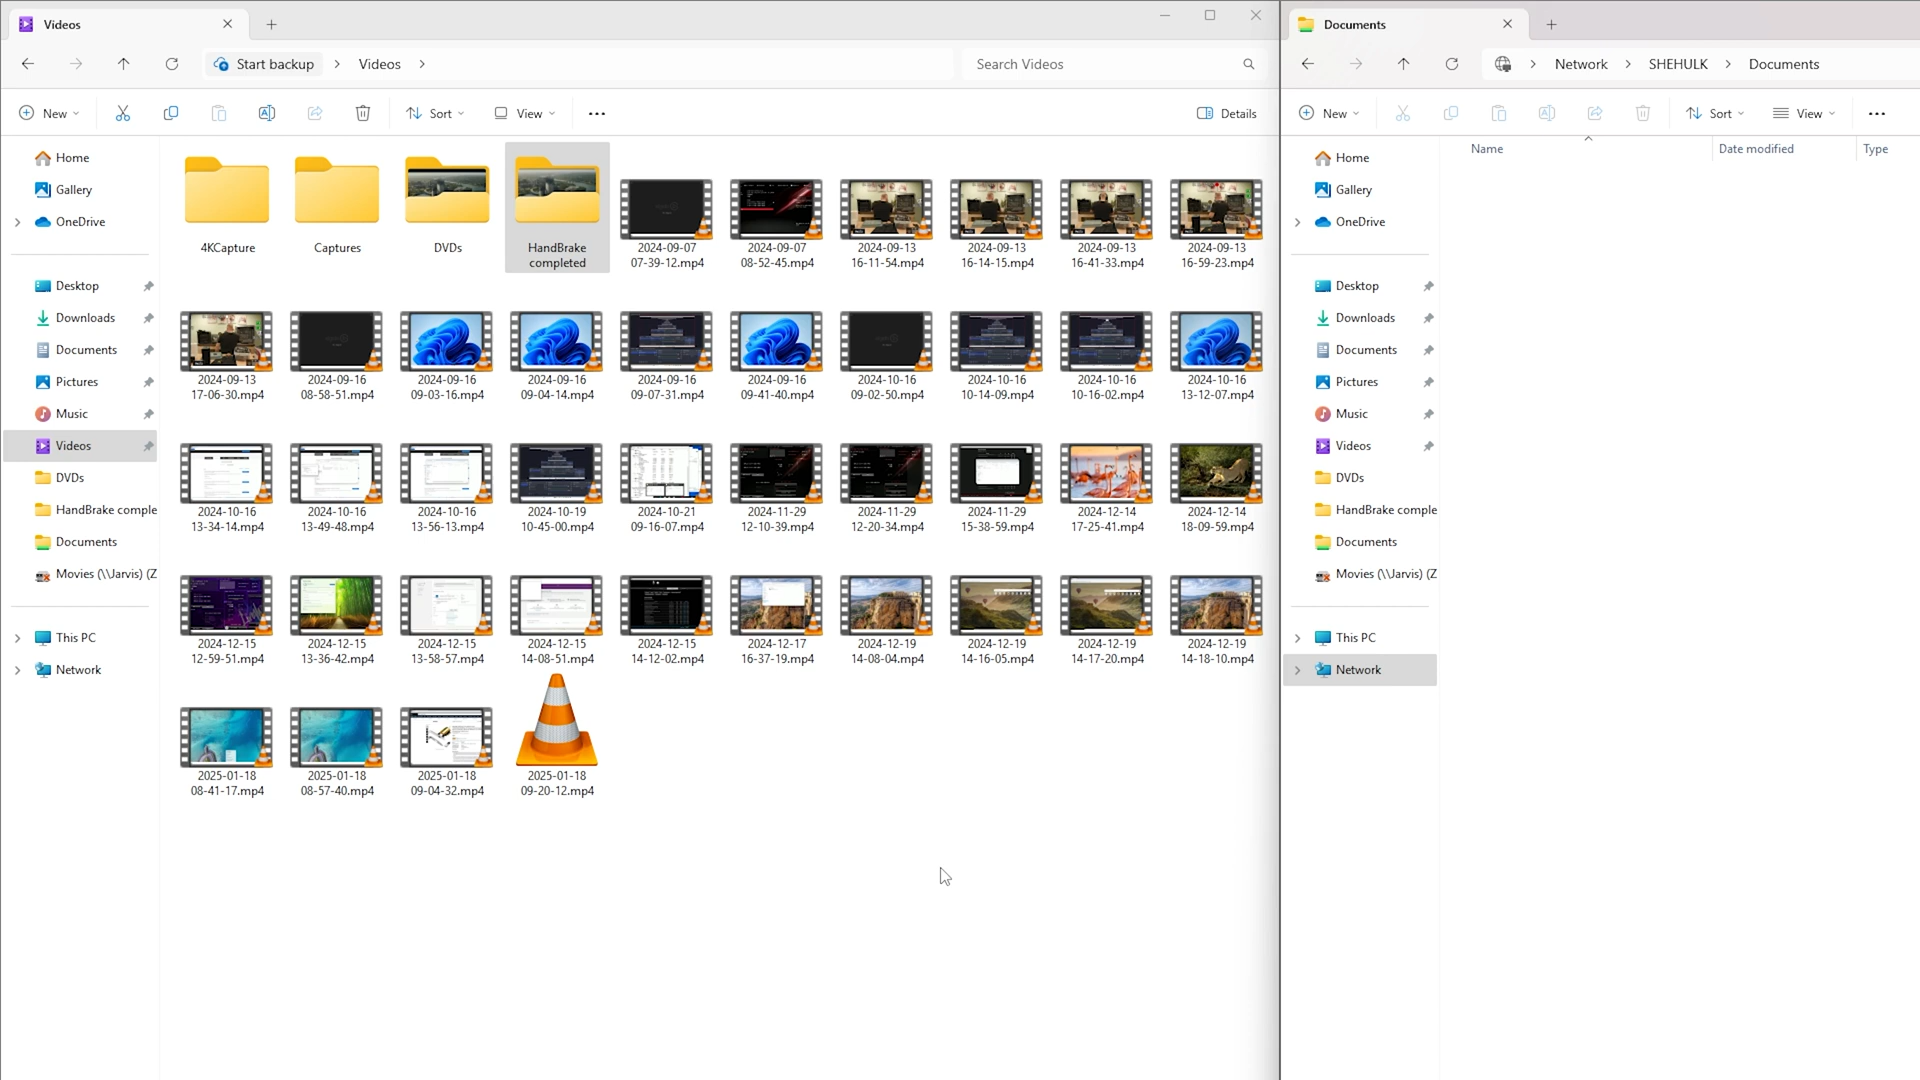 Videos
Start backup
Videos
Search Videos
New
Sort
View
Details
Home
Gallery
OneDrive
Desktop
Downloads
Documents
Pictures
Music
Videos
DVDs
HandBrake comple
Documents
Movies (\\Jarvis) (Z
This PC
Network
4KCapture
Captures
DVDs
HandBrake
completed
2024-09-07
07-39-12.mp4
2024-09-07
08-52-45.mp4
2024-09-13
16-11-54.mp4
2024-09-13
16-14-15.mp4
2024-09-13
16-41-33.mp4
2024-09-13
16-59-23.mp4
2024-09-13
17-06-30.mp4
2024-09-16
08-58-51.mp4
2024-09-16
09-03-16.mp4
2024-09-16
09-04-14.mp4
2024-09-16
09-07-31.mp4
2024-09-16
09-41-40.mp4
2024-10-16
09-02-50.mp4
2024-10-16
10-14-09.mp4
2024-10-16
10-16-02.mp4
2024-10-16
13-12-07.mp4
2024-10-16
13-34-14.mp4
2024-10-16
13-49-48.mp4
2024-10-16
13-56-13.mp4
2024-10-19
10-45-00.mp4
2024-10-21
09-16-07.mp4
2024-11-29
12-10-39.mp4
2024-11-29
12-20-34.mp4
2024-11-29
15-38-59.mp4
2024-12-14
17-25-41.mp4
2024-12-14
18-09-59.mp4
2024-12-15
12-59-51.mp4
2024-12-15
13-36-42.mp4
2024-12-15
13-58-57.mp4
2024-12-15
14-08-51.mp4
2024-12-15
14-12-02.mp4
2024-12-17
16-37-19.mp4
2024-12-19
14-08-04.mp4
2024-12-19
14-16-05.mp4
2024-12-19
14-17-20.mp4
2024-12-19
14-18-10.mp4
2025-01-18
08-41-17.mp4
2025-01-18
08-57-40.mp4
2025-01-18
09-04-32.mp4
2025-01-18
09-20-12.mp4
Documents
Network
SHEHULK
Documents
New
Sort
View
Name
Date modified
Type
Home
Gallery
OneDrive
Desktop
Downloads
Documents
Pictures
Music
Videos
DVDs
HandBrake comple
Documents
Movies (\\Jarvis) (Z
This PC
Network